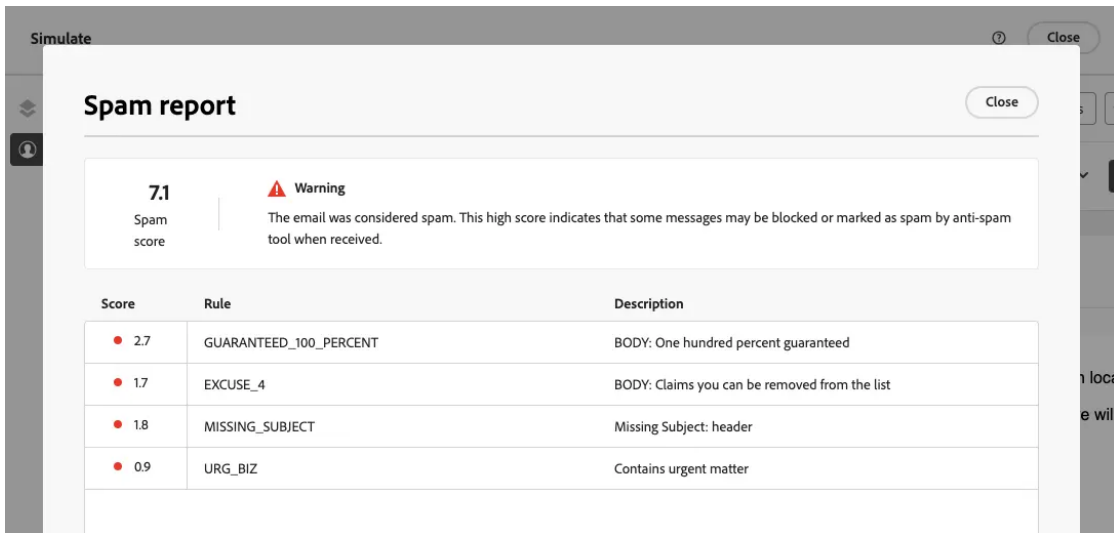 Simulate
Close
Spam report
Close
7.1
Spam
score
Warning
The email was considered spam. This high score indicates that some messages may be blocked or marked as spam by anti-spam
tool when received.
Score Rule Description
2.7 GUARANTEED_100_PERCENT BODY: One hundred percent guaranteed
1.7 EXCUSE_4 BODY: Claims you can be removed from the list
1.8 MISSING_SUBJECT Missing Subject: header
0.9 URG_BIZ Contains urgent matter